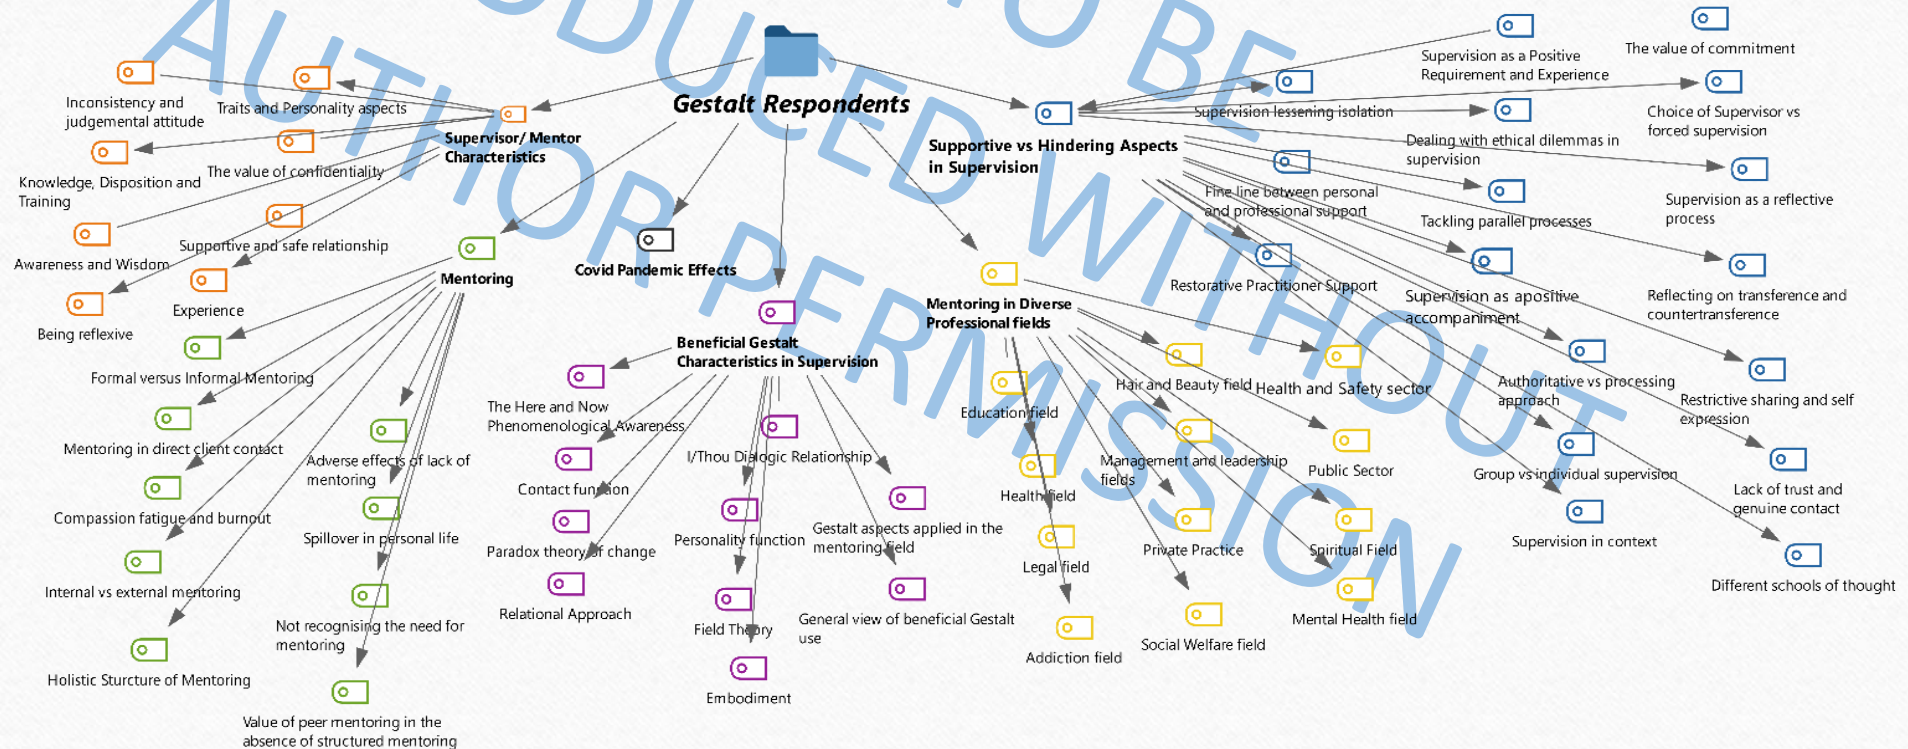 Gestalt Respondents
Supervisor/ Mentor
Characteristics
Inconsistency and
judgemental attitude
Traits and Personality aspects
Knowledge, Disposition and
Training
The value of confidentiality
Awareness and Wisdom
Supportive and safe relationship
Being reflexive
Experience
Mentoring
Formal versus Informal Mentoring
Mentoring in direct client contact
Compassion fatigue and burnout
Internal vs external mentoring
Holistic Sturcture of Mentoring
Adverse effects of lack of
mentoring
Spillover in personal life
Not recognising the need for
mentoring
Value of peer mentoring in the
absence of structured mentoring
Covid Pandemic Effects
Beneficial Gestalt
Characteristics in Supervision
The Here and Now
Phenomenological Awareness
Contact function
Paradox theory of change
Relational Approach
I/Thou Dialogic Relationship
Personality function
Field Theory
Embodiment
Gestalt aspects applied in the
mentoring field
General view of beneficial Gestalt
use
Mentoring in Diverse
Professional fields
Education field
Health field
Legal field
Addiction field
Hair and Beauty field
Health and Safety sector
Management and leadership
fields
Public Sector
Private Practice
Spiritual Field
Social Welfare field
Mental Health field
Supportive vs Hindering Aspects
in Supervision
Supervision as a Positive
Requirement and Experience
The value of commitment
Supervision lessening isolation
Choice of Supervisor vs
forced supervision
Dealing with ethical dilemmas in
supervision
Fine line between personal
and professional support
Supervision as a reflective
process
Tackling parallel processes
Restorative Practitioner Support
Supervision as apositive
accompaniment
Reflecting on transference and
countertransference
Authoritative vs processing
approach
Restrictive sharing and self
expression
Group vs individual supervision
Lack of trust and
genuine contact
Supervision in context
Different schools of thought
TO BE
WITHOUT
AUTHOR PERMISSION